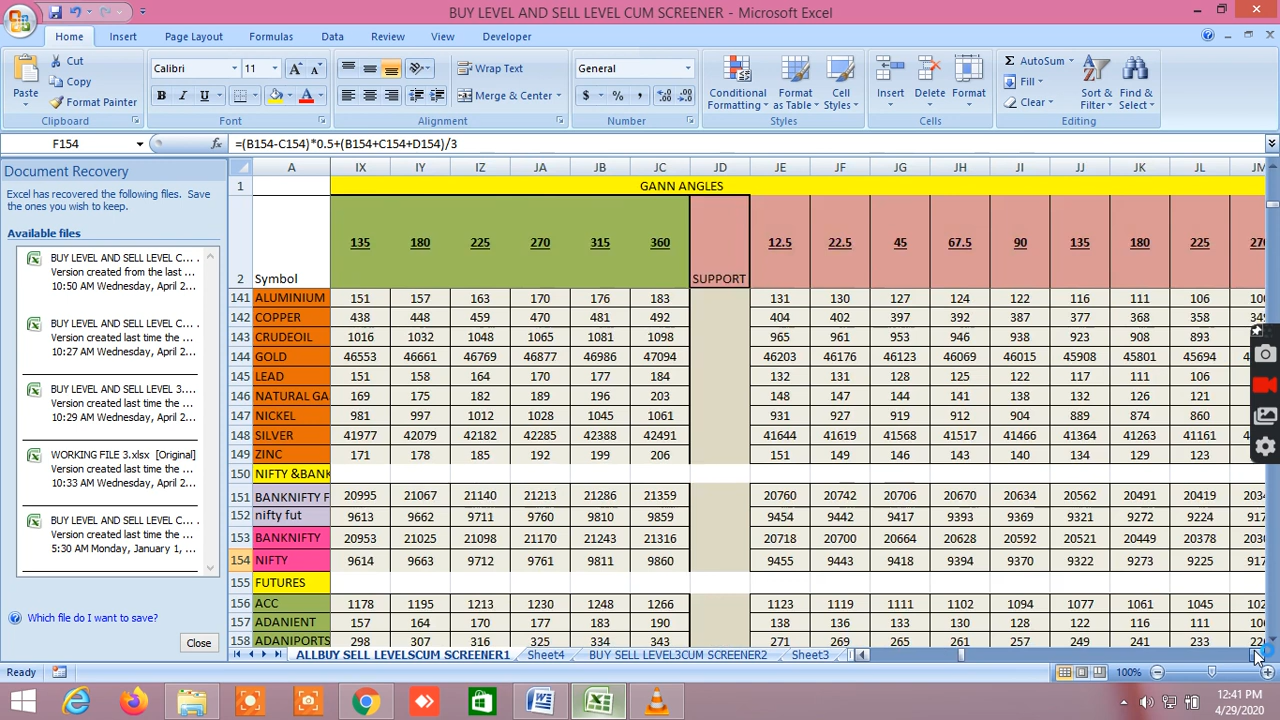 BUY LEVEL AND SELL LEVEL CUM SCREENER - Microsoft Excel
Home Insert Page Layout Formulas Data Review View Developer
Paste Cut Calibri 11 Wrap Text General Conditional Formatting Format as Table Cell Styles Insert Delete Format AutoSum Sort & Filter Find & Select
Copy Fill
Format Painter B I U Merge & Center $ % , Clear
Clipboard Font Alignment Number Styles Cells Editing
F154 fx =(B154-C154)*0.5+(B154+C154+D154)/3
Document Recovery
Excel has recovered the following files. Save the ones you wish to keep.
Available files
BUY LEVEL AND SELL LEVEL C...
Version created from the last ...
10:50 AM Wednesday, April 2...
BUY LEVEL AND SELL LEVEL C...
Version created last time the ...
10:27 AM Wednesday, April 2...
BUY LEVEL AND SELL LEVEL 3....
Version created last time the ...
10:29 AM Wednesday, April 2...
WORKING FILE 3.xlsx [Original]
Version created last time the ...
10:33 AM Wednesday, April 2...
BUY LEVEL AND SELL LEVEL C...
Version created last time the ...
5:30 AM Monday, January 1, ...
Which file do I want to save?
Close
A IX IY IZ JA JB JC JD JE JF JG JH JI JJ JK JL JM
1 GANN ANGLES
2 Symbol 135 180 225 270 315 360 SUPPORT 12.5 22.5 45 67.5 90 135 180 225 270
141 ALUMINIUM 151 157 163 170 176 183 131 130 127 124 122 116 111 106 100
142 COPPER 438 448 459 470 481 492 404 402 397 392 387 377 368 358 349
143 CRUDEOIL 1016 1032 1048 1065 1081 1098 965 961 953 946 938 923 908 893
144 GOLD 46553 46661 46769 46877 46986 47094 46203 46176 46123 46069 46015 45908 45801 45694
145 LEAD 151 158 164 170 177 184 132 131 128 125 122 117 111 106
146 NATURAL GA 169 175 182 189 196 203 148 147 144 141 138 132 126 121
147 NICKEL 981 997 1012 1028 1045 1061 931 927 919 912 904 889 874 860
148 SILVER 41977 42079 42182 42285 42388 42491 41644 41619 41568 41517 41466 41364 41263 41161
149 ZINC 171 178 185 192 199 206 151 149 146 143 140 134 128 122
150 NIFTY &BANK
151 BANKNIFTY F 20995 21067 21140 21213 21286 21359 20760 20742 20706 20670 20634 20562 20491 20419 2034
152 nifty fut 9613 9662 9711 9760 9810 9859 9454 9442 9417 9393 9369 9321 9272 9224 917
153 BANKNIFTY 20953 21025 21098 21170 21243 21316 20718 20700 20664 20628 20592 20521 20449 20378 2030
154 NIFTY 9614 9663 9712 9761 9811 9860 9455 9443 9418 9394 9370 9322 9273 9225 917
155 FUTURES
156 ACC 1178 1195 1213 1230 1248 1266 1123 1119 1111 1102 1094 1077 1061 1045 102
157 ADANIENT 157 164 170 177 183 190 138 136 133 130 128 122 116 111
158 ADANIPORTS 298 307 316 325 334 343 271 269 265 261 257 249 241 233
ALLBUY SELL LEVELSCUM SCREENER1 Sheet4 BUY SELL LEVEL3CUM SCREENER2 Sheet3
Ready 100%
12:41 PM
4/29/2020